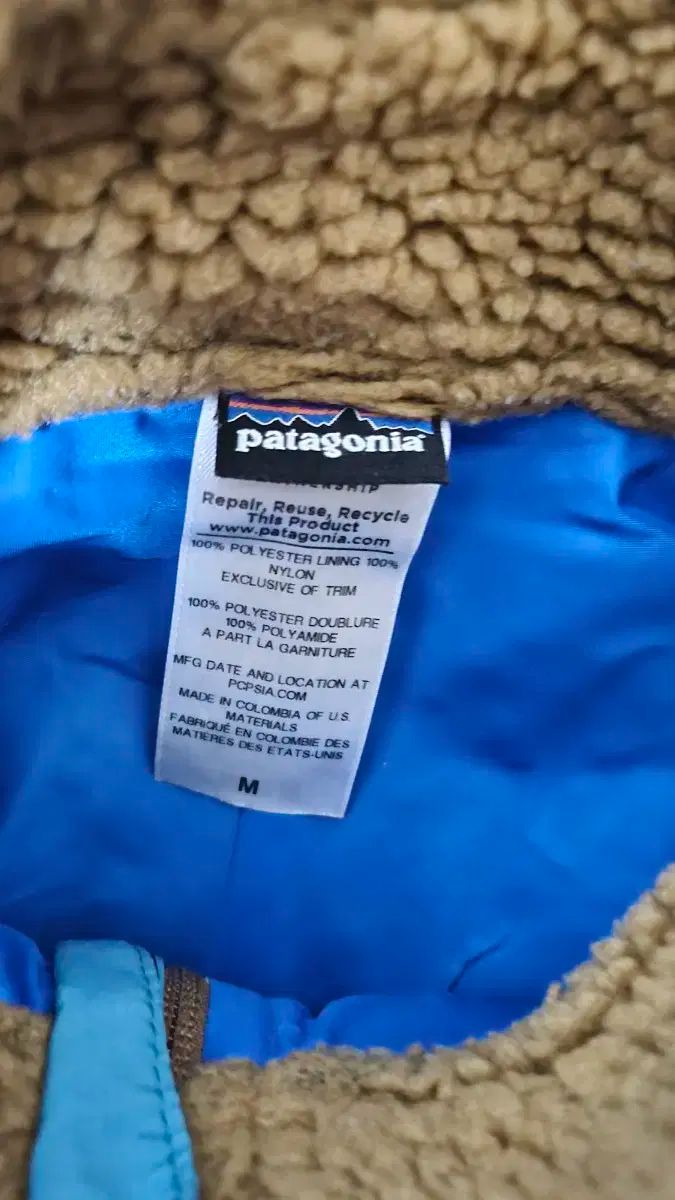 patagonia
Repair, Reuse, Recycle
This Product
www.patagonia.com
100% POLYESTER LINING 100%
NYLON
EXCLUSIVE OF TRIM
100% POLYESTER DOUBLURE
100% POLYAMIDE
A PART LA GARNITURE
MFG DATE AND LOCATION AT
PCPSIA.COM
MADE IN COLOMBIA OF U.S.
MATERIALS
FABRIQUÉ EN COLOMBIE DES
MATIERES DES ETATS-UNIS
M